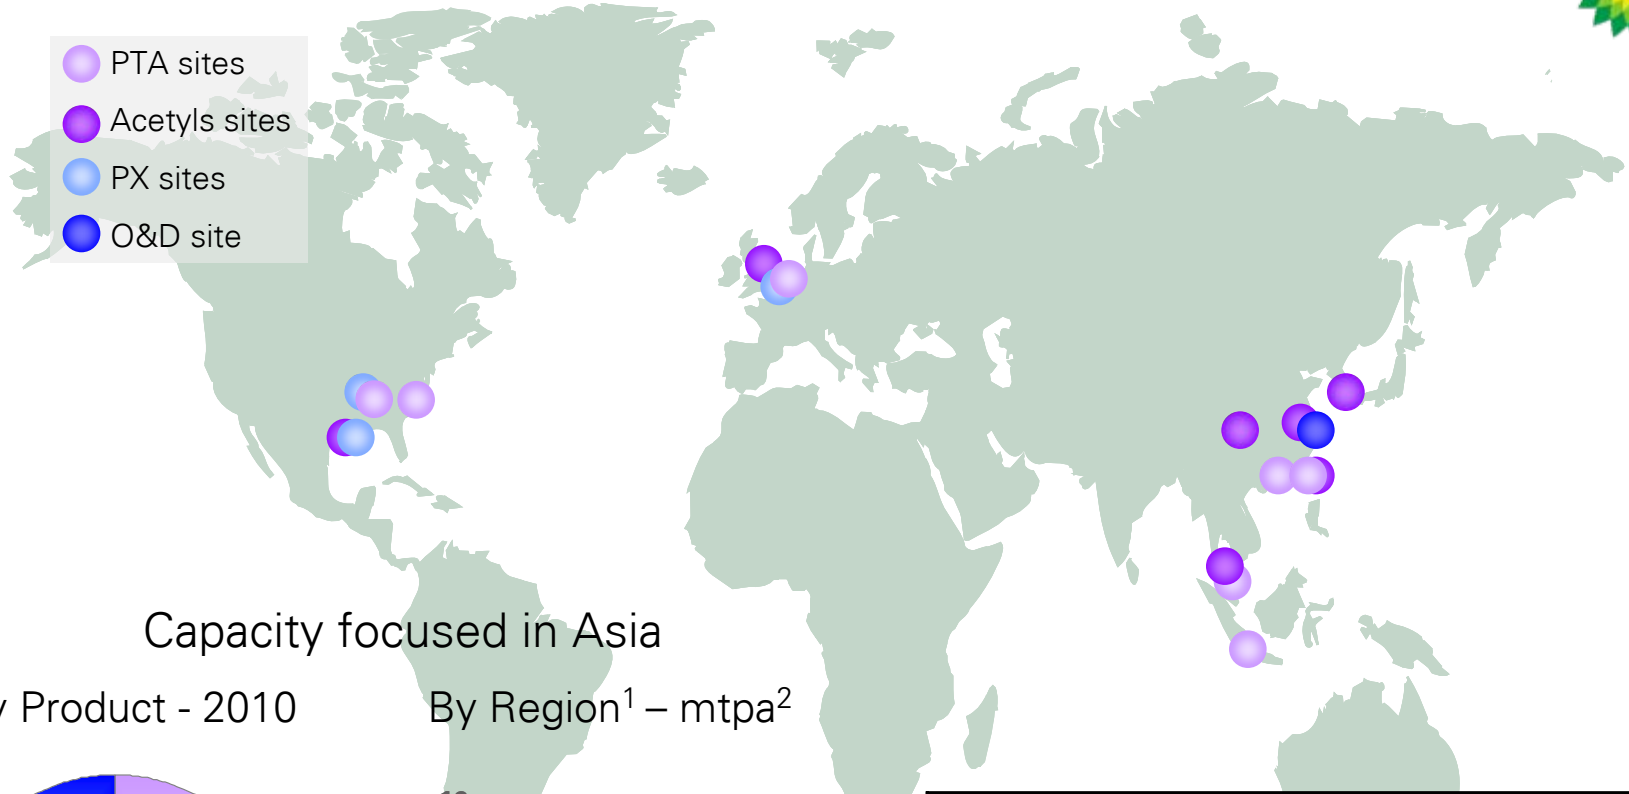 PTA sites
Acetyls sites
PX sites
O&D site
Capacity focused in Asia
Product - 2010
By Region¹ – mtpa²